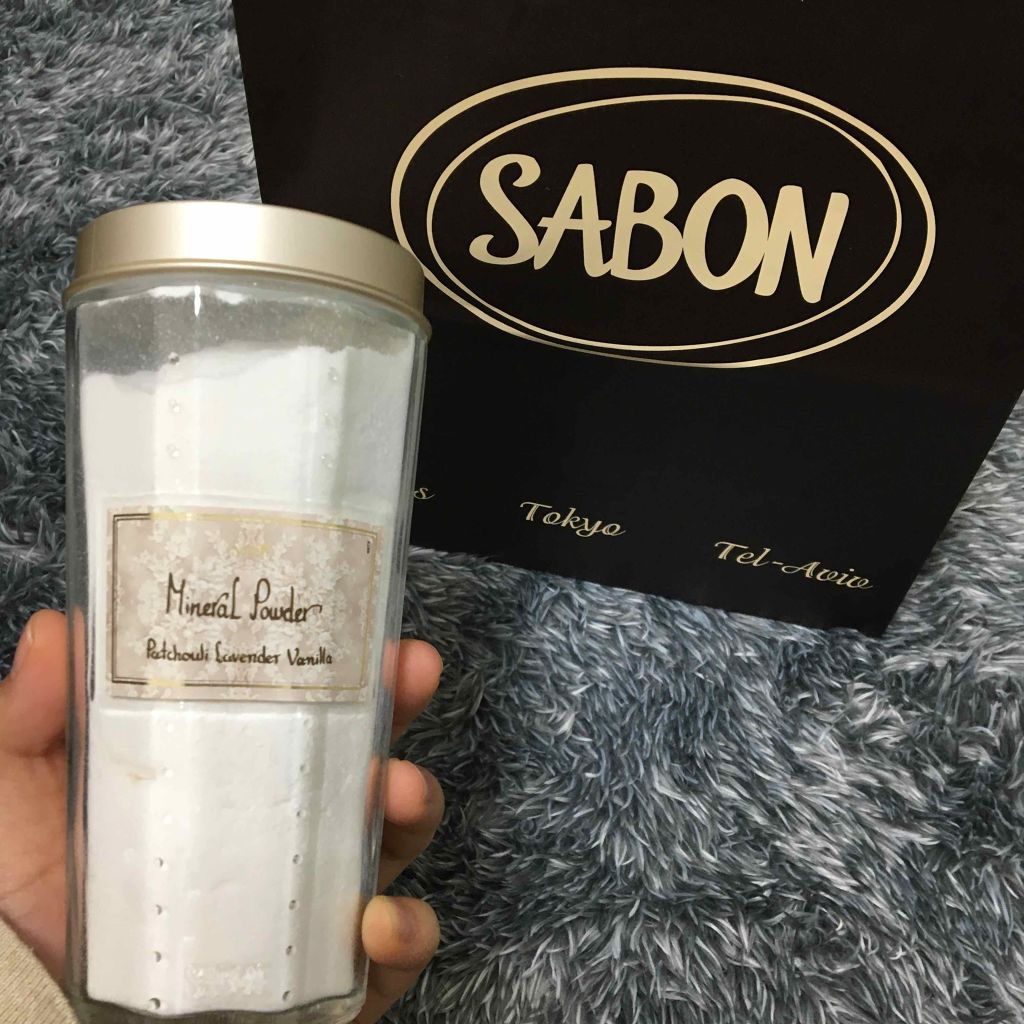 SABON
Tokyo
Tel-Aviv
Mineral Powder
Patchouli Lavender Vanilla